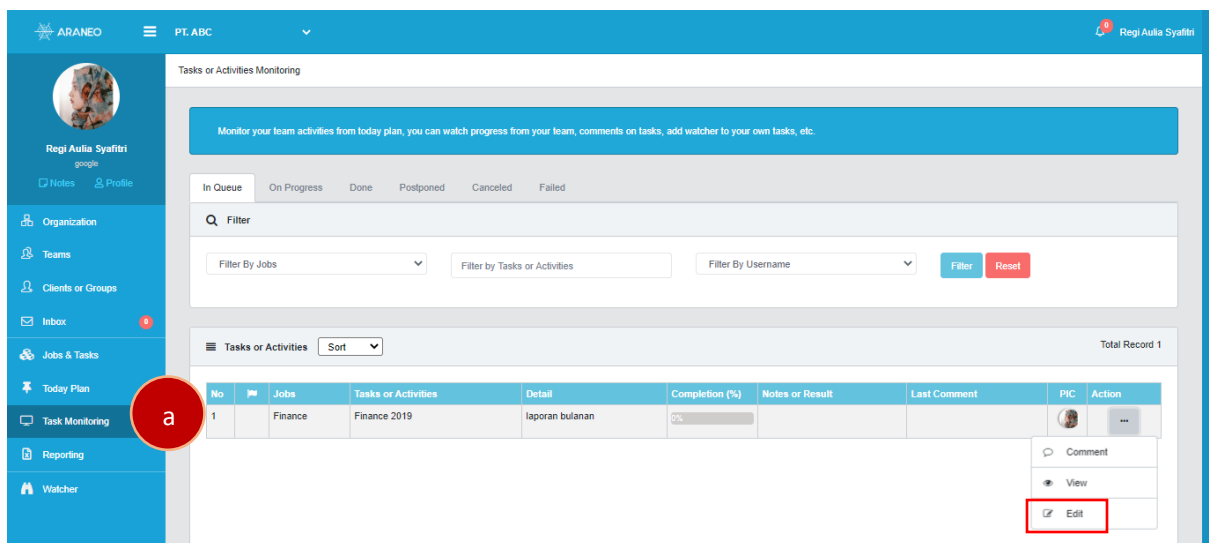 ARANEO PT. ABC 0 Regi Aulia Syafitri
Tasks or Activities Monitoring
Monitor your team activities from today plan, you can watch progress from your team, comments on tasks, add watcher to your own tasks, etc.
Regi Aulia Syafitri
google
Notes Profile
In Queue On Progress Done Postponed Canceled Failed
Organization
Filter
Teams
Filter By Jobs Filter by Tasks or Activities Filter By Username Filter Reset
Clients or Groups
Inbox 0
Jobs & Tasks
Tasks or Activities Sort Total Record 1
Today Plan
No Jobs Tasks or Activities Detail Completion (%) Notes or Result Last Comment PIC Action
Task Monitoring a
1 Finance Finance 2019 laporan bulanan 0% ...
Reporting
Comment
Watcher
View
Edit